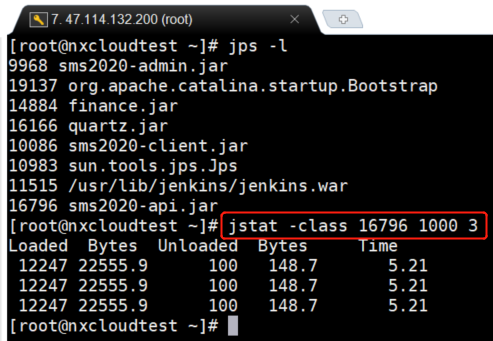 7. 47.114.132.200 (root)
[root@nxcloudtest ~]# jps -l
9968 sms2020-admin.jar
19137 org.apache.catalina.startup.Bootstrap
14884 finance.jar
16166 quartz.jar
10086 sms2020-client.jar
10983 sun.tools.jps.Jps
11515 /usr/lib/jenkins/jenkins.war
16796 sms2020-api.jar
[root@nxcloudtest ~]# jstat -class 16796 1000 3
Loaded  Bytes  Unloaded  Bytes     Time
 12247 22555.9      100   148.7       5.21
 12247 22555.9      100   148.7       5.21
 12247 22555.9      100   148.7       5.21
[root@nxcloudtest ~]#